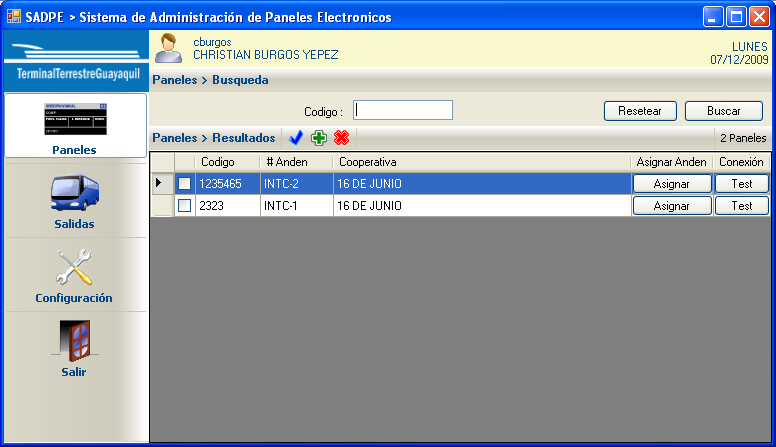 SADPE > Sistema de Administración de Paneles Electronicos
TerminalTerrestreGuayaquil
cburgos
CHRISTIAN BURGOS YEPEZ
LUNES
07/12/2009
Paneles > Busqueda
Codigo :
Resetear
Buscar
Paneles > Resultados
2 Paneles
Codigo # Anden Cooperativa Asignar Anden Conexión
1235465 INTC-2 16 DE JUNIO Asignar Test
2323 INTC-1 16 DE JUNIO Asignar Test
Paneles
Salidas
Configuración
Salir